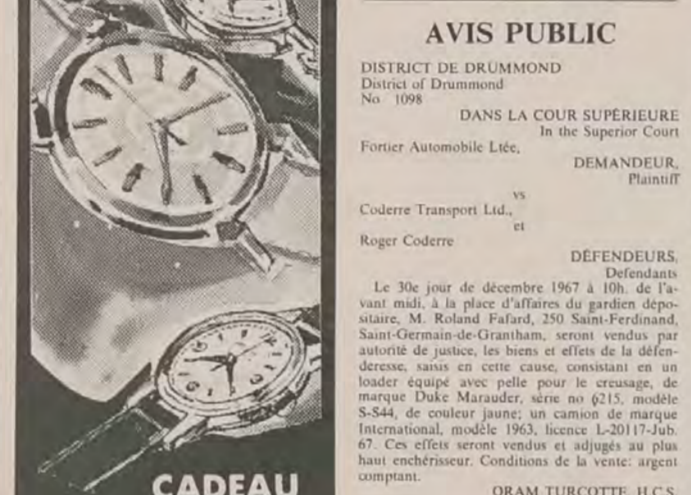 CADEAU
AVIS PUBLIC
DISTRICT DE DRUMMOND
District of Drummond
No 1098
DANS LA COUR SUPÉRIEURE
In the Superior Court
Fortier Automobile Ltée,
DEMANDEUR,
Plaintiff
vs
Coderre Transport Ltd.,
et
Roger Coderre
DÉFENDEURS,
Defendants
Le 30e jour de décembre 1967 à 10h. de l'a-
vant midi, à la place d'affaires du gardien dépo-
sitaire, M. Roland Fafard, 250 Saint-Ferdinand,
Saint-Germain-de-Grantham, seront vendus par
autorité de justice, les biens et effets de la défen-
deresse, saisis en cette cause, consistant en un
loader équipé avec pelle pour le creusage, de
marque Duke Marauder, série no 6215, modèle
S-S44, de couleur jaune; un camion de marque
International, modèle 1963, licence L-20117-Jub.
67. Ces effets seront vendus et adjugés au plus
haut enchérisseur. Conditions de la vente: argent
comptant.
ORAM TURCOTTE, H.C.S.